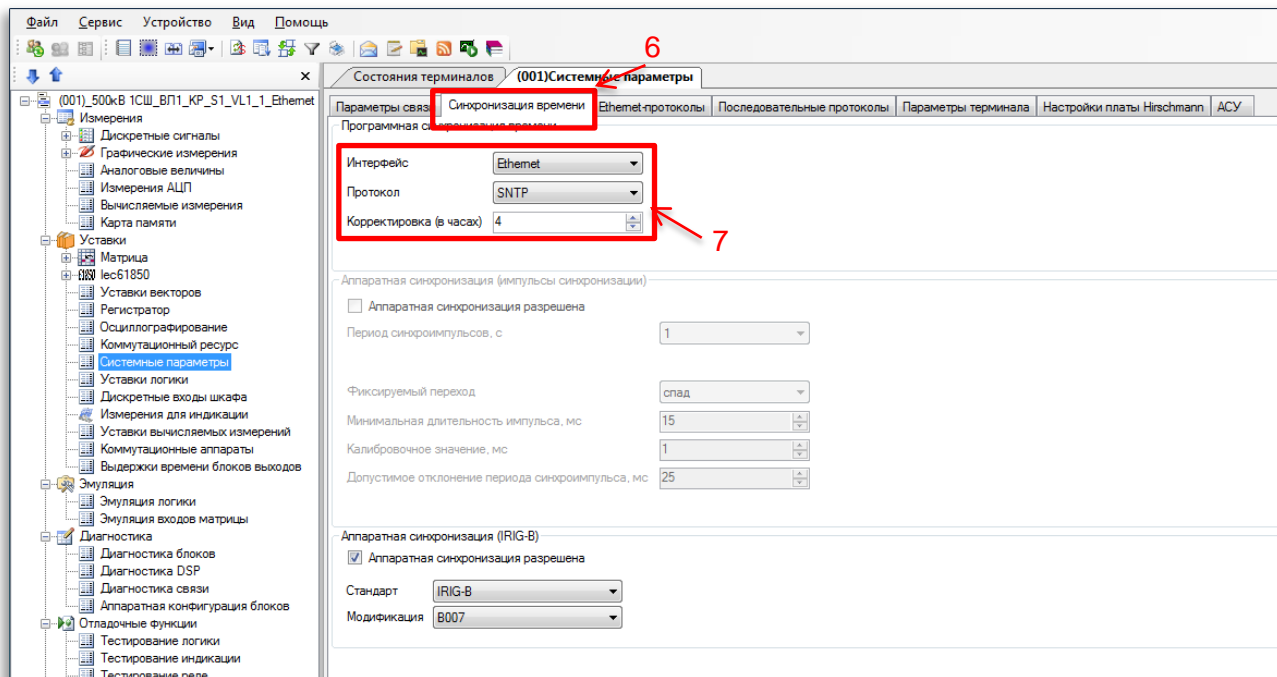 Файл Сервис Устройство Вид Помощь
6
Состояния терминалов (001)Системные параметры
(001)_500кВ 1СШ_ВЛ1_KP_S1_VL1_1_Ethernet
Измерения
Дискретные сигналы
Графические измерения
Аналоговые величины
Измерения АЦП
Вычисляемые измерения
Карта памяти
Уставки
Матрица
Iec61850
Уставки векторов
Регистратор
Осциллографирование
Коммутационный ресурс
Системные параметры
Уставки логики
Дискретные входы шкафа
Измерения для индикации
Уставки вычисляемых измерений
Коммутационные аппараты
Выдержки времени блоков выходов
Эмуляция
Эмуляция логики
Эмуляция входов матрицы
Диагностика
Диагностика блоков
Диагностика DSP
Диагностика связи
Аппаратная конфигурация блоков
Отладочные функции
Тестирование логики
Тестирование индикации
Тестирование реле
Параметры связи Синхронизация времени Ethernet-протоколы Последовательные протоколы Параметры терминала Настройки платы Hirschmann АСУ
Программная синхронизация времени
Интерфейс Ethernet
Протокол SNTP
Корректировка (в часах) 4
7
Аппаратная синхронизация (импульсы синхронизации)
Аппаратная синхронизация разрешена
Период синхроимпульсов, с 1
Фиксируемый переход спад
Минимальная длительность импульса, мс 15
Калибровочное значение, мс 1
Допустимое отклонение периода синхроимпульса, мс 25
Аппаратная синхронизация (IRIG-B)
Аппаратная синхронизация разрешена
Стандарт IRIG-B
Модификация B007